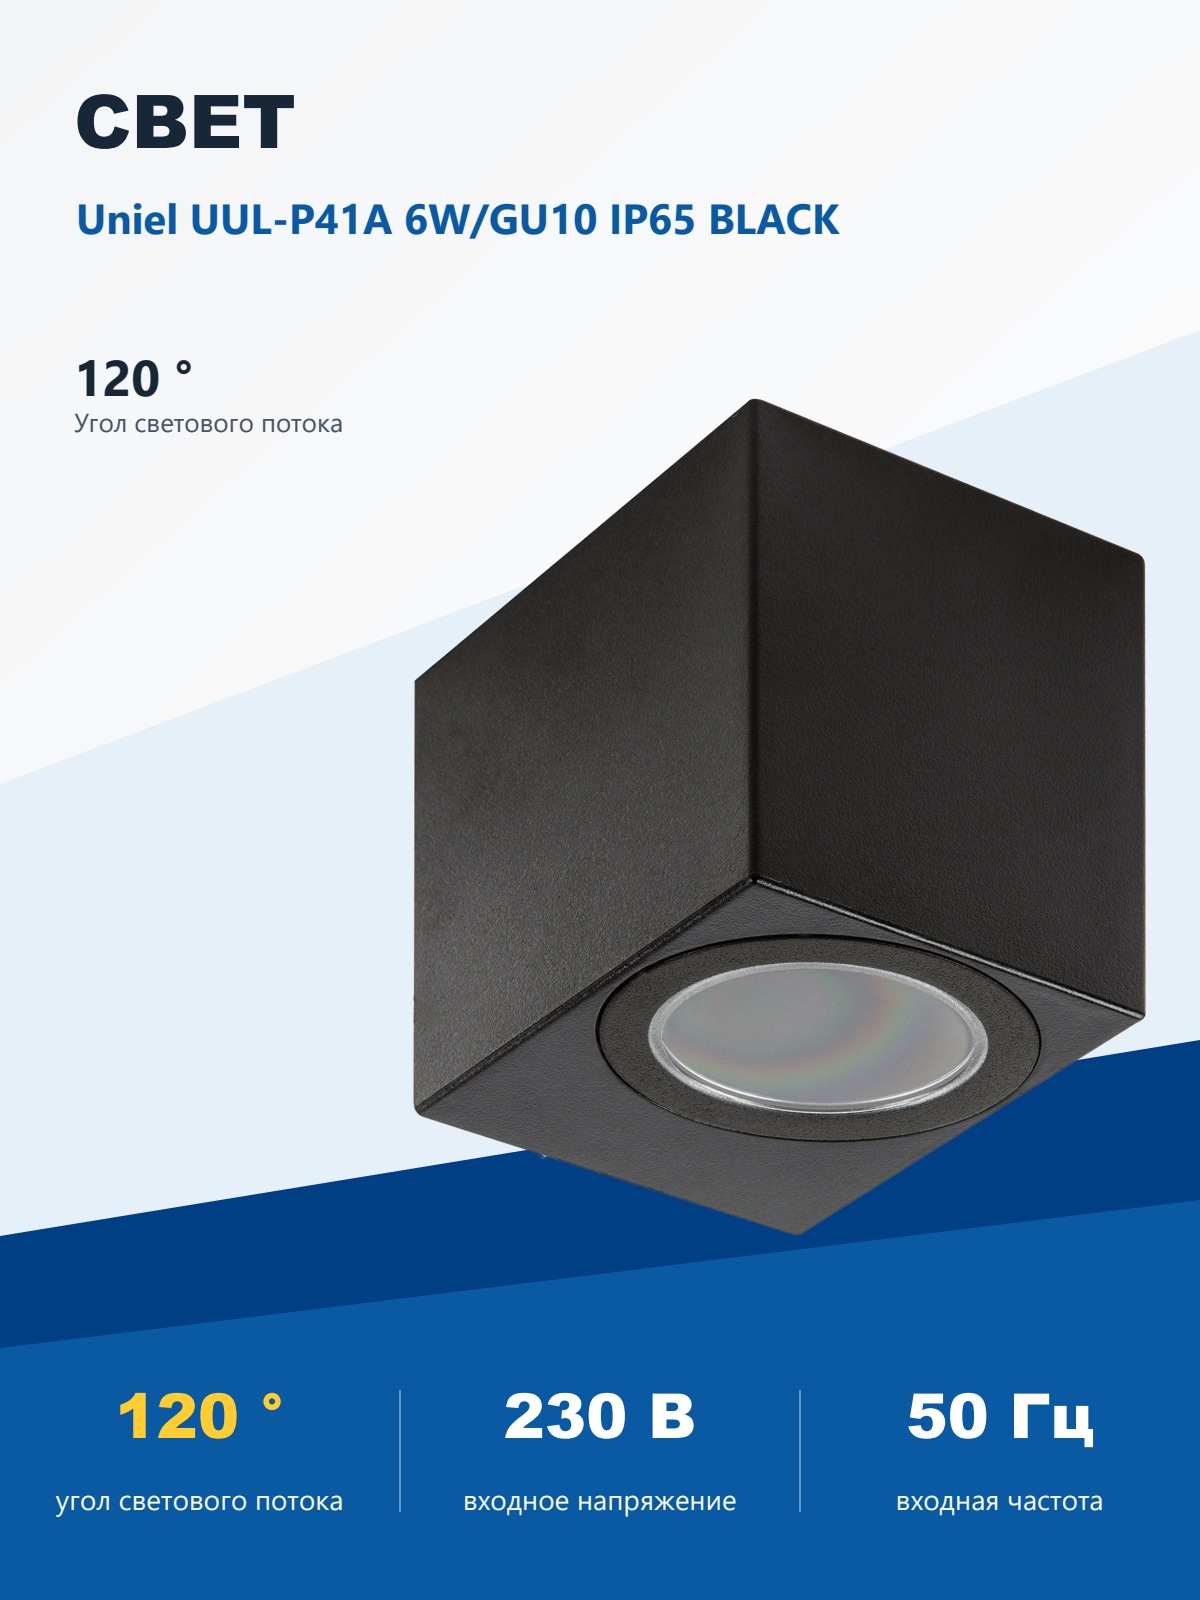 СВЕТ
Uniel UUL-P41A 6W/GU10 IP65 BLACK
120 °
Угол светового потока
120 °
угол светового потока
230 В
входное напряжение
50 Гц
входная частота